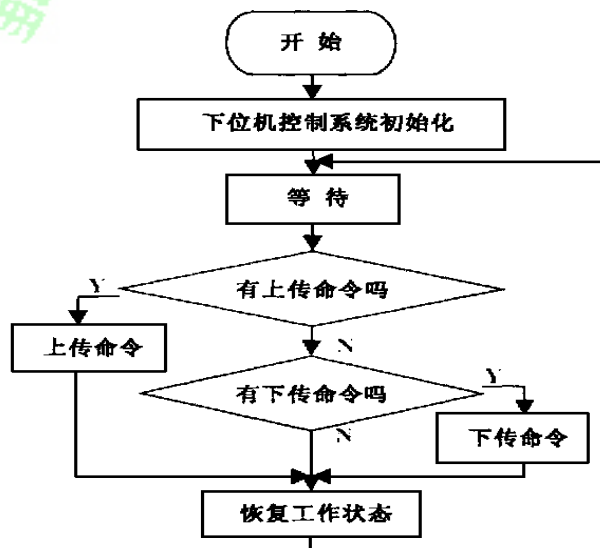 开 始
下位机控制系统初始化
等 待
有上传命令吗
Y
上传命令
N
有下传命令吗
Y
下传命令
N
恢复工作状态